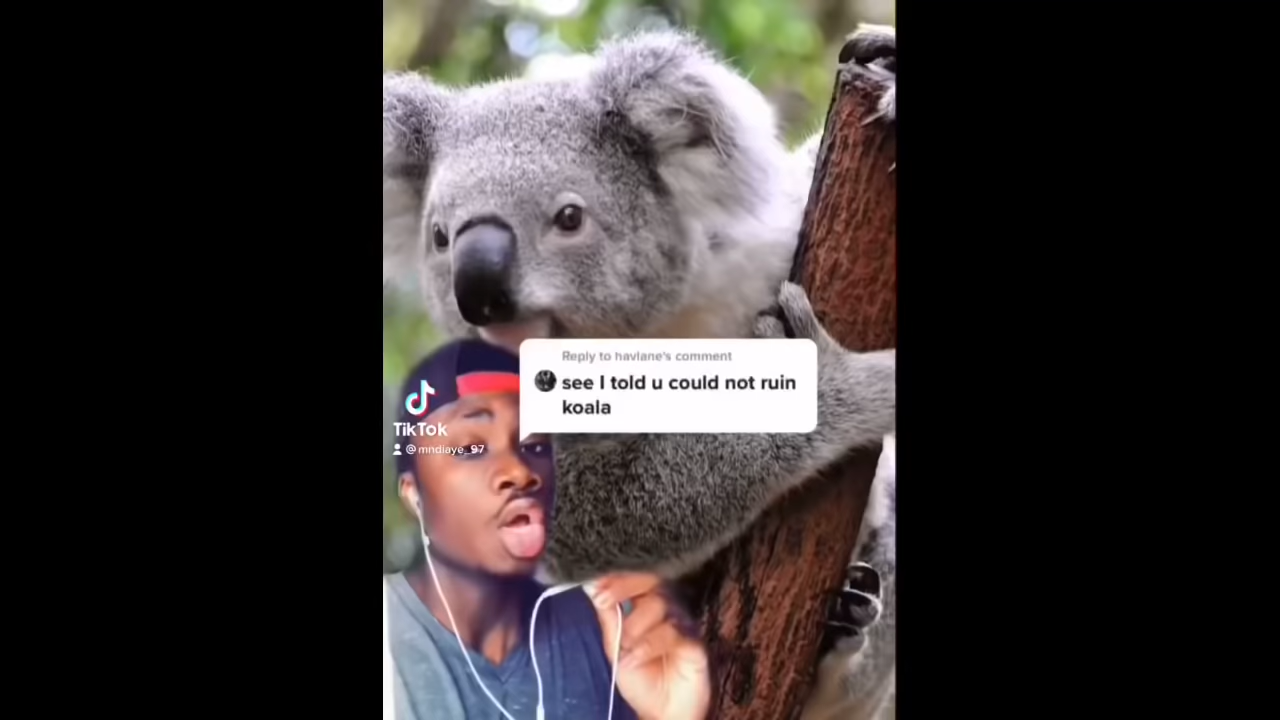 Reply to havlane's comment
see I told u could not ruin
koala
TikTok
@mndiaye_97